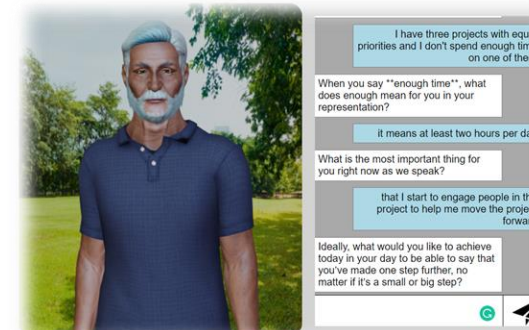 I have three projects with equ
priorities and I don't spend enough tim
on one of the
When you say **enough time**, what
does enough mean for you in your
representation?
it means at least two hours per da
What is the most important thing for
you right now as we speak?
that I start to engage people in th
project to help me move the proje
forwa
Ideally, what would you like to achieve
today in your day to be able to say that
you've made one step further, no
matter if it's a small or big step?